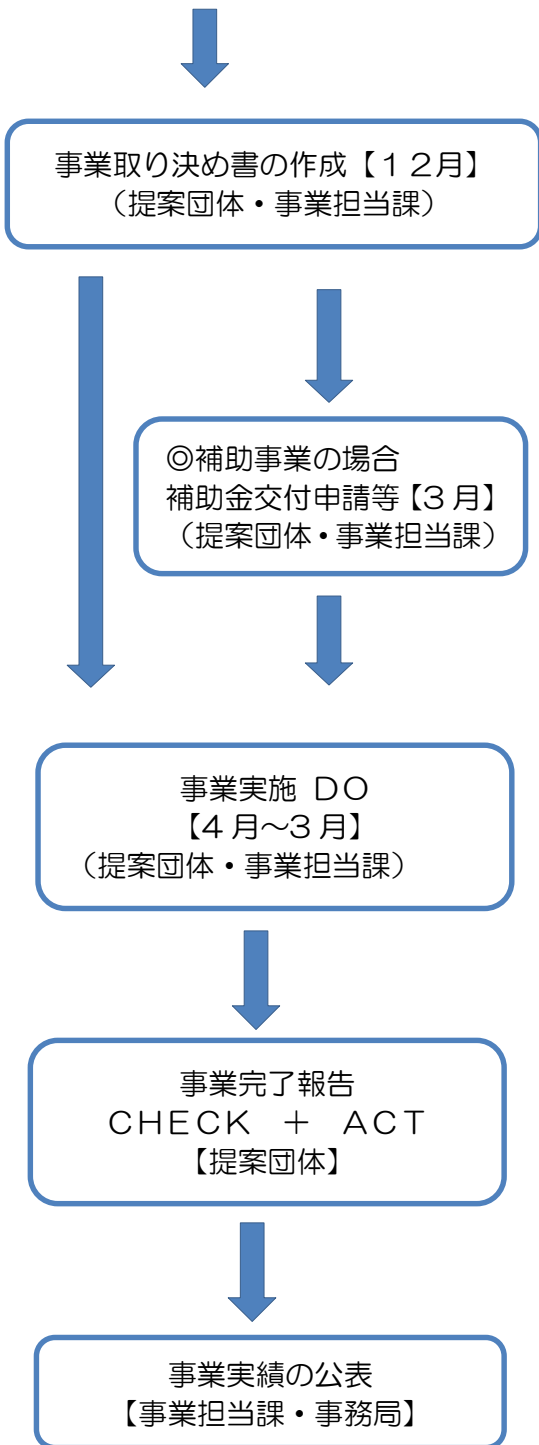 事業取り決め書の作成【１２月】
（提案団体・事業担当課）
◎補助事業の場合
補助金交付申請等【３月】
（提案団体・事業担当課）
事業実施 ＤＯ
【４月～３月】
（提案団体・事業担当課）
事業完了報告
ＣＨＥＣＫ ＋ ＡＣＴ
【提案団体】
事業実績の公表
【事業担当課・事務局】